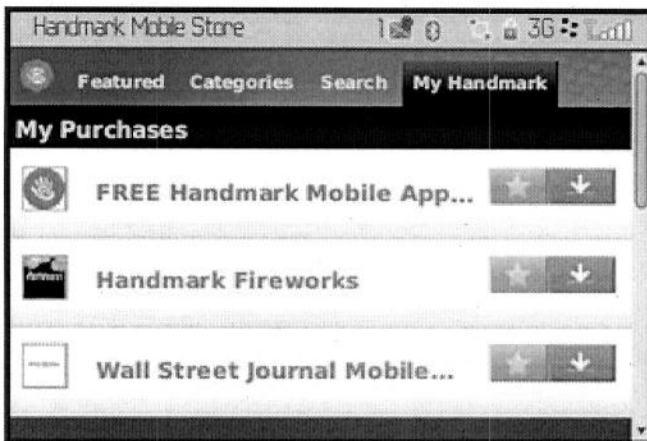 Handmark Mobile Store 1 3G
Featured Categories Search My Handmark
My Purchases
FREE Handmark Mobile App...
Handmark Fireworks
Wall Street Journal Mobile...